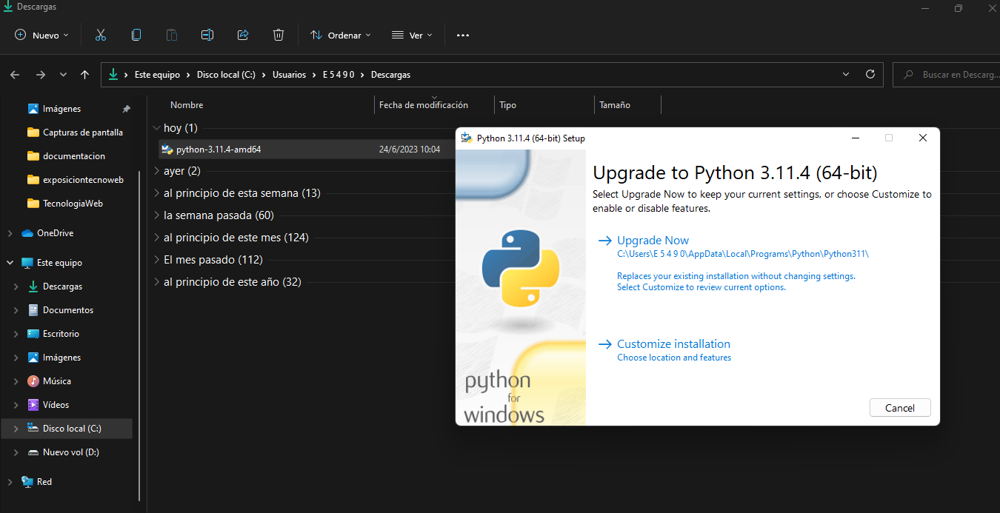 Descargas
Nuevo
Ordenar
Ver
Este equipo > Disco local (C:) > Usuarios > E 5 4 9 0 > Descargas
Buscar en Descarg...
Imágenes
Capturas de pantalla
documentacion
exposiciontecnoweb
TecnologiaWeb
OneDrive
Este equipo
Descargas
Documentos
Escritorio
Imágenes
Música
Vídeos
Disco local (C:)
Nuevo vol (D:)
Red
Nombre
Fecha de modificación
Tipo
Tamaño
hoy (1)
python-3.11.4-amd64
24/6/2023 10:04
ayer (2)
al principio de esta semana (13)
la semana pasada (60)
al principio de este mes (124)
El mes pasado (112)
al principio de este año (32)
Python 3.11.4 (64-bit) Setup
Upgrade to Python 3.11.4 (64-bit)
Select Upgrade Now to keep your current settings, or choose Customize to
enable or disable features.
Upgrade Now
C:\Users\E 5 4 9 0\AppData\Local\Programs\Python\Python311\
Replaces your existing installation without changing settings.
Select Customize to review current options.
Customize installation
Choose location and features
python
for
windows
Cancel